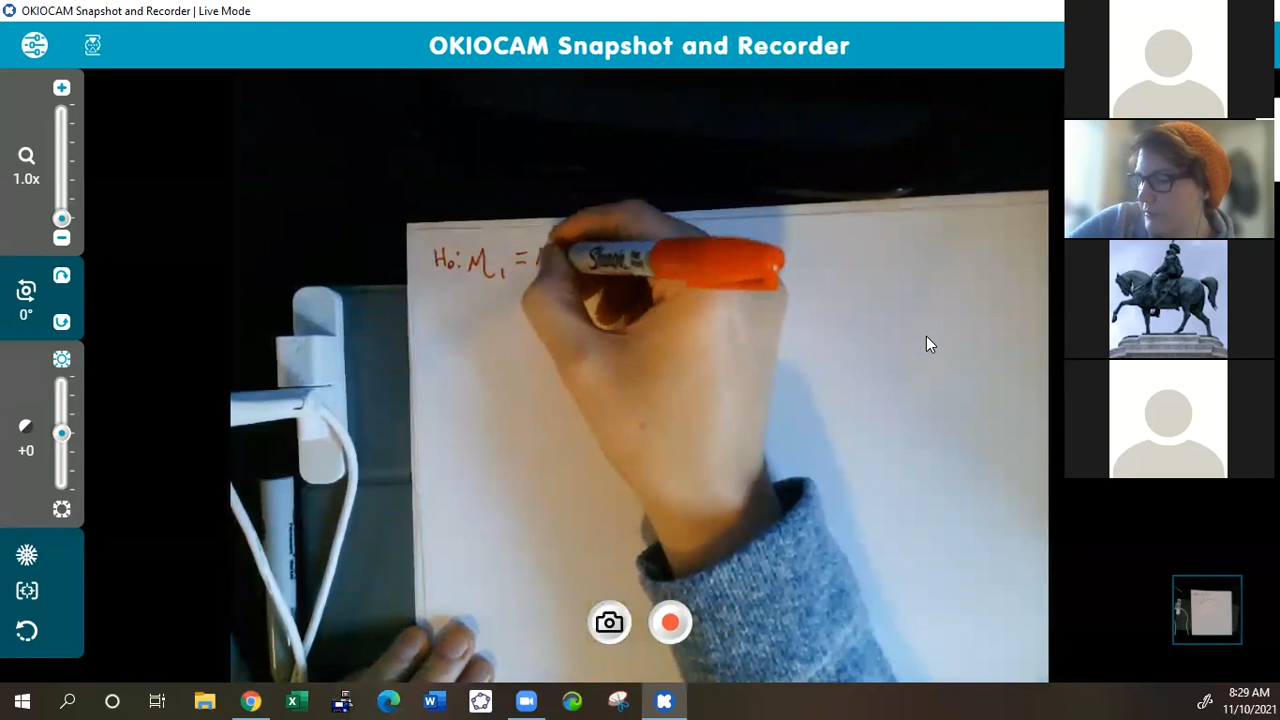 OKIOCAM Snapshot and Recorder | Live Mode
OKIOCAM Snapshot and Recorder
1.0x
0°
+0
H₀: M₁ =
Sharpie
8:29 AM
11/10/2021